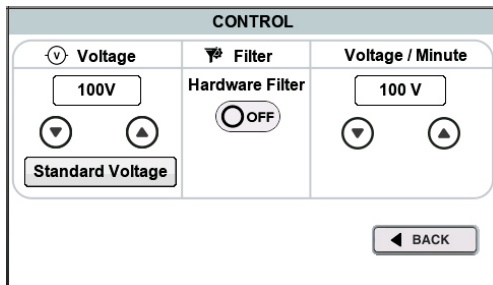 CONTROL
V Voltage
Filter
Voltage / Minute
100V
Hardware Filter
100 V
OFF
Standard Voltage
BACK